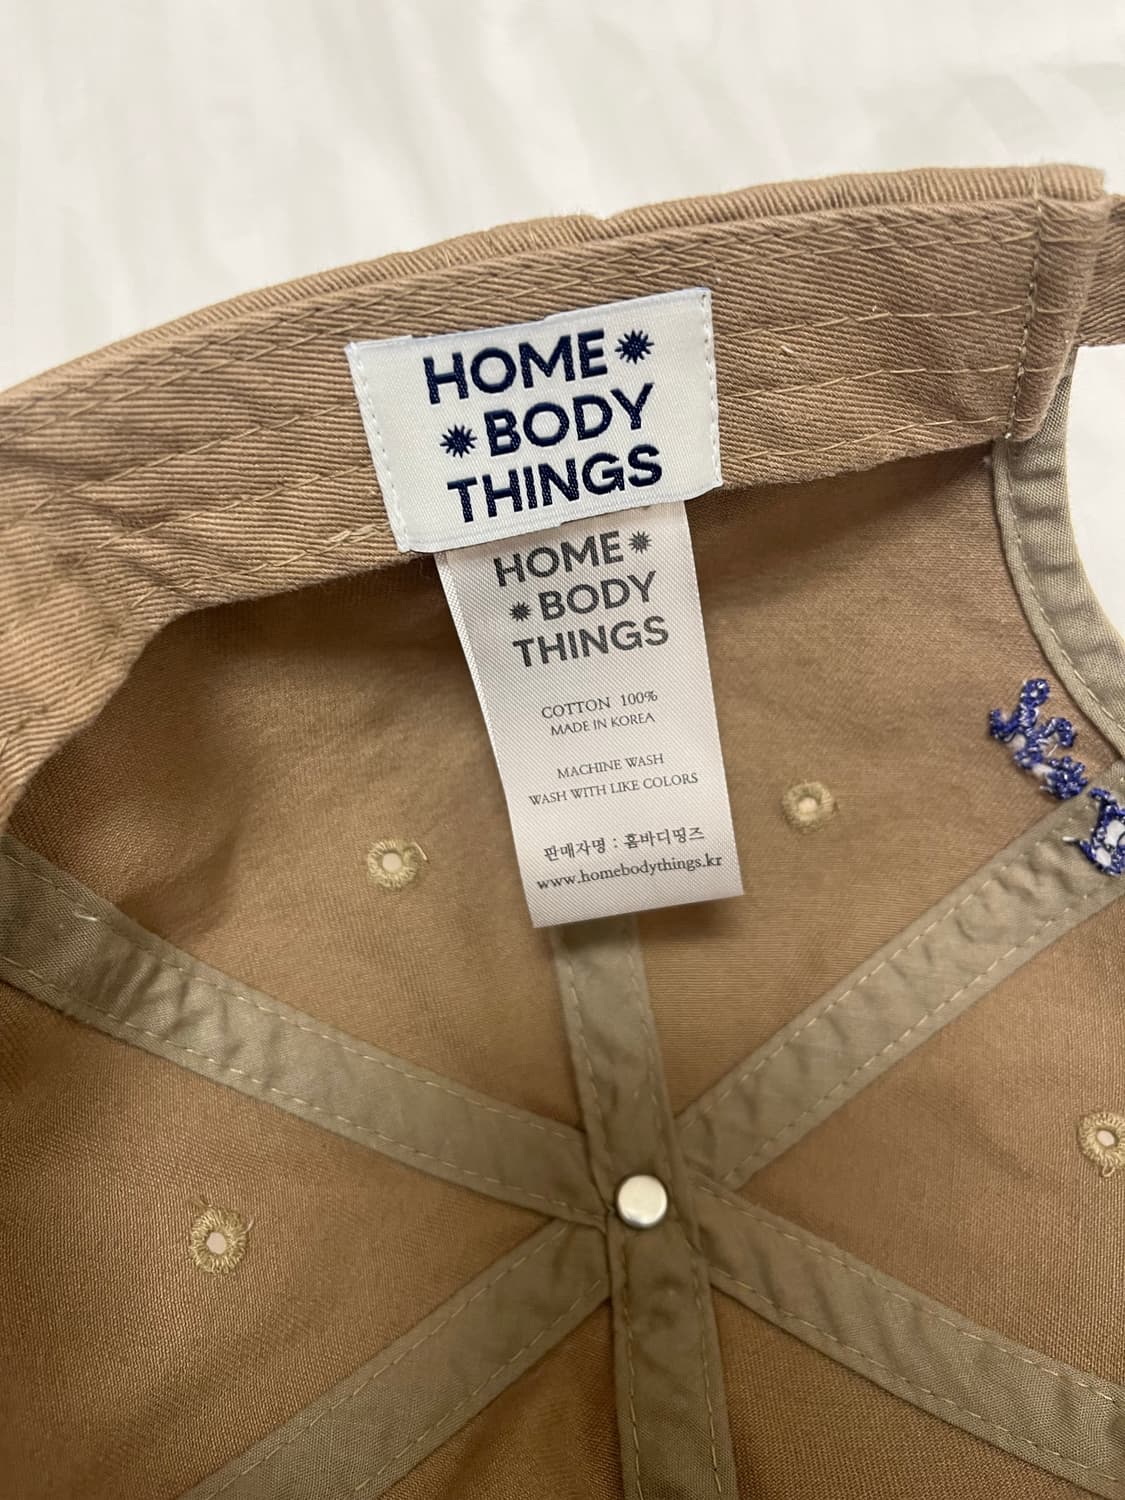 HOME
BODY
THINGS
HOME
BODY
THINGS
COTTON 100%
MADE IN KOREA
MACHINE WASH
WASH WITH LIKE COLORS
판매자명 : 홈바디띵즈
www.homebodythings.kr